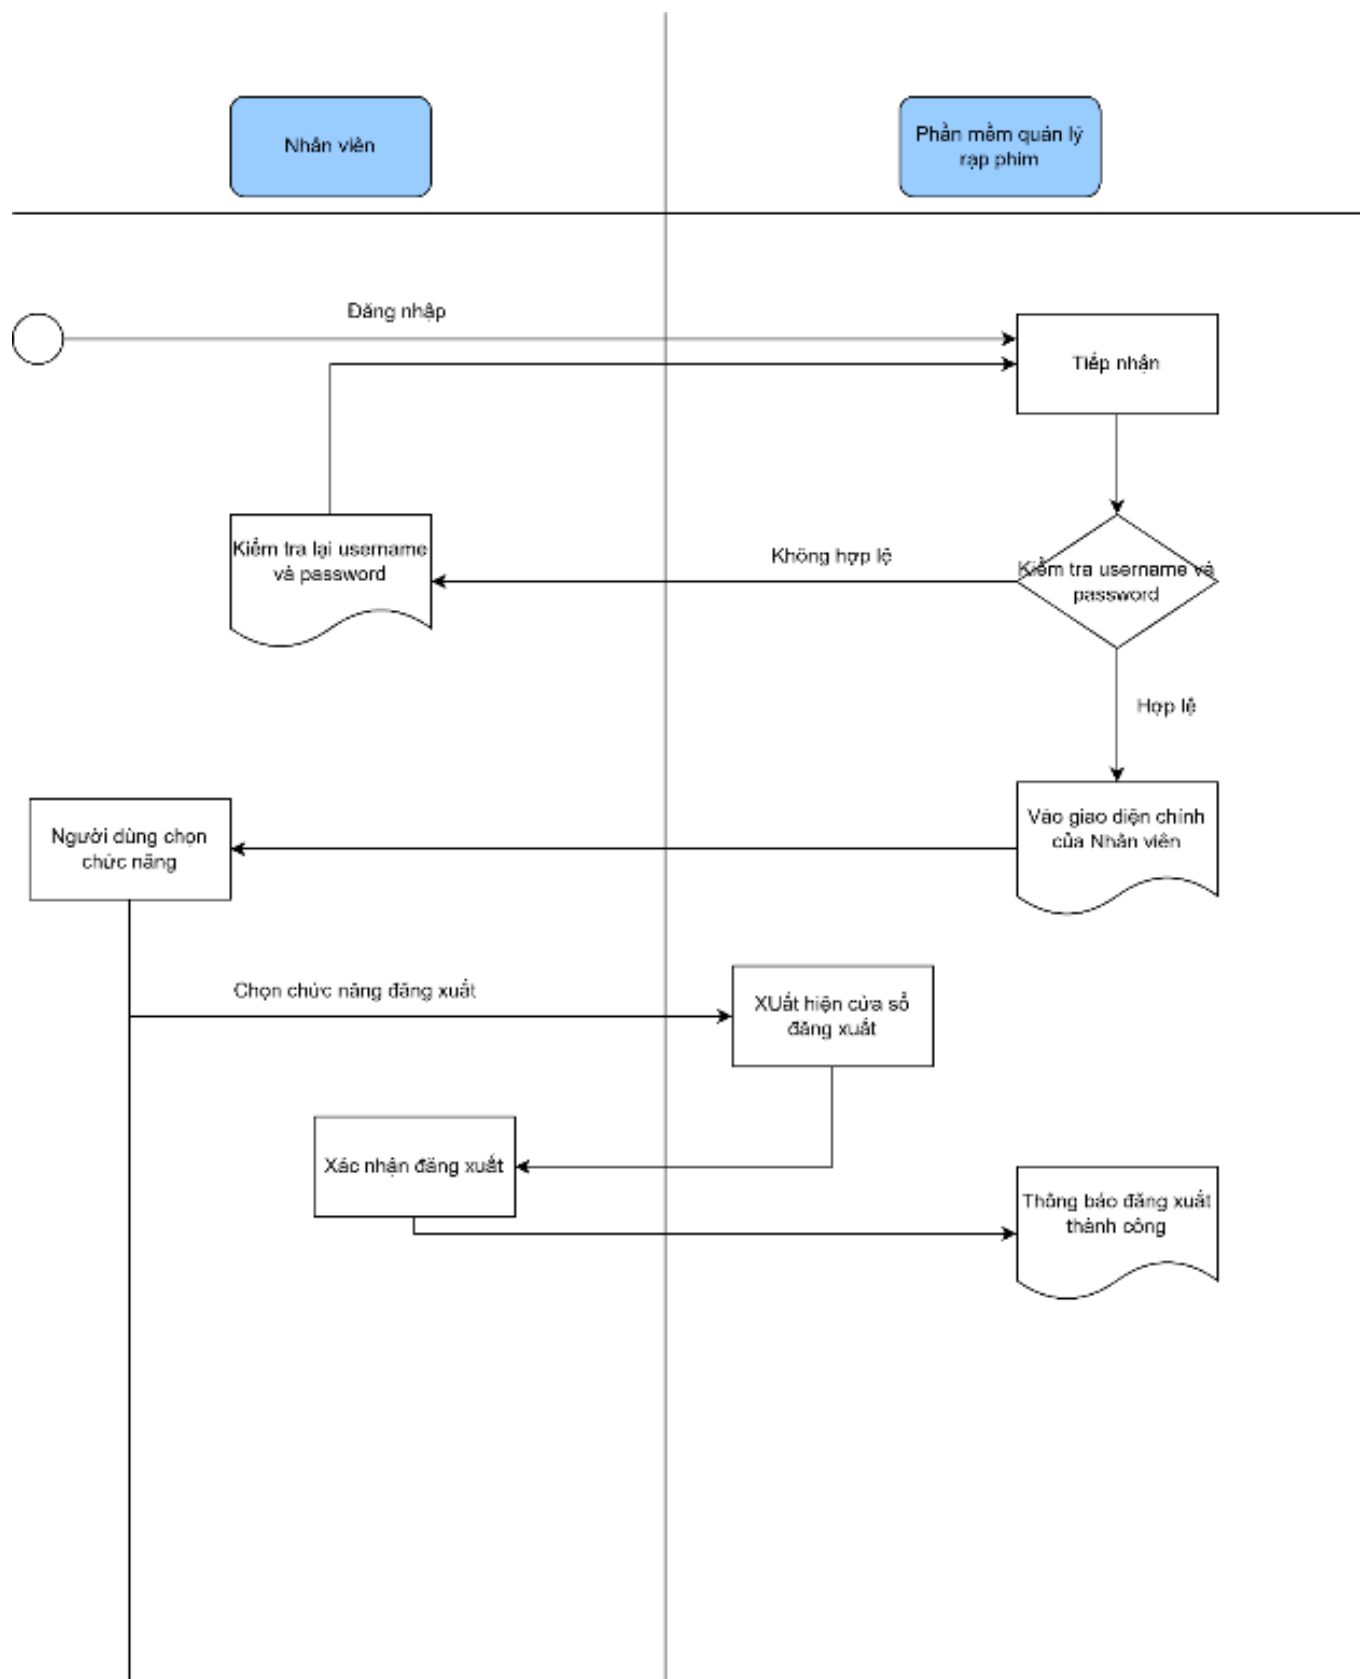 Nhân viên
Phần mềm quản lý
rạp phim
Đăng nhập
Tiếp nhận
Kiểm tra lại username
và password
Không hợp lệ
Kiểm tra username và
password
Hợp lệ
Vào giao diện chính
của Nhân viên
Người dùng chọn
chức năng
Chọn chức năng đăng xuất
XUất hiện cửa sổ
đăng xuất
Xác nhận đăng xuất
Thông báo đăng xuất
thành công